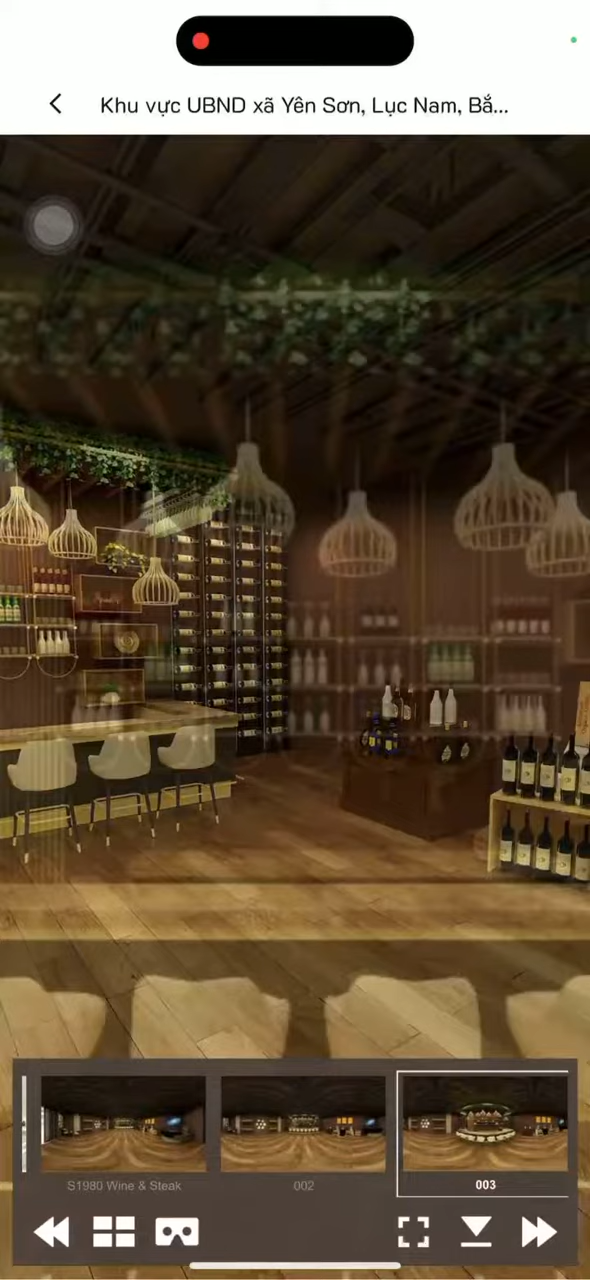 Khu vực UBND xã Yên Sơn, Lục Nam, Bắ...
S1980 Wine & Steak
002
003